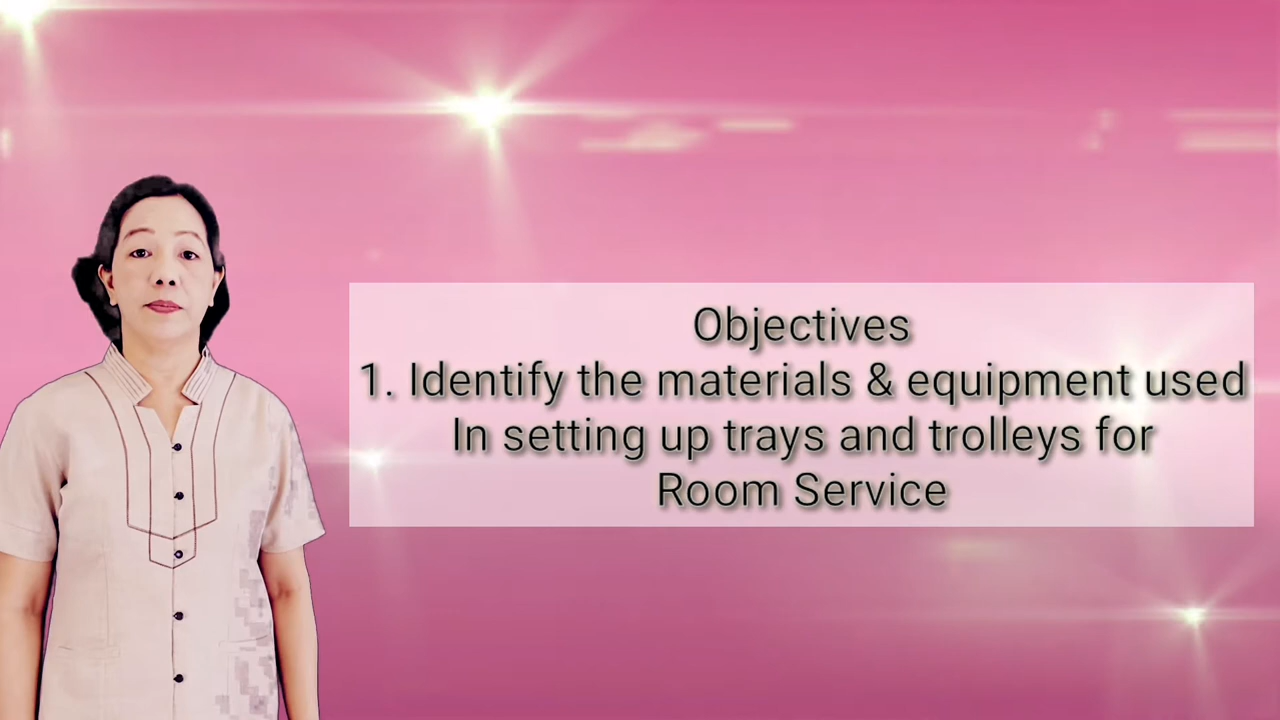 Objectives
1. Identify the materials & equipment used
In setting up trays and trolleys for
Room Service